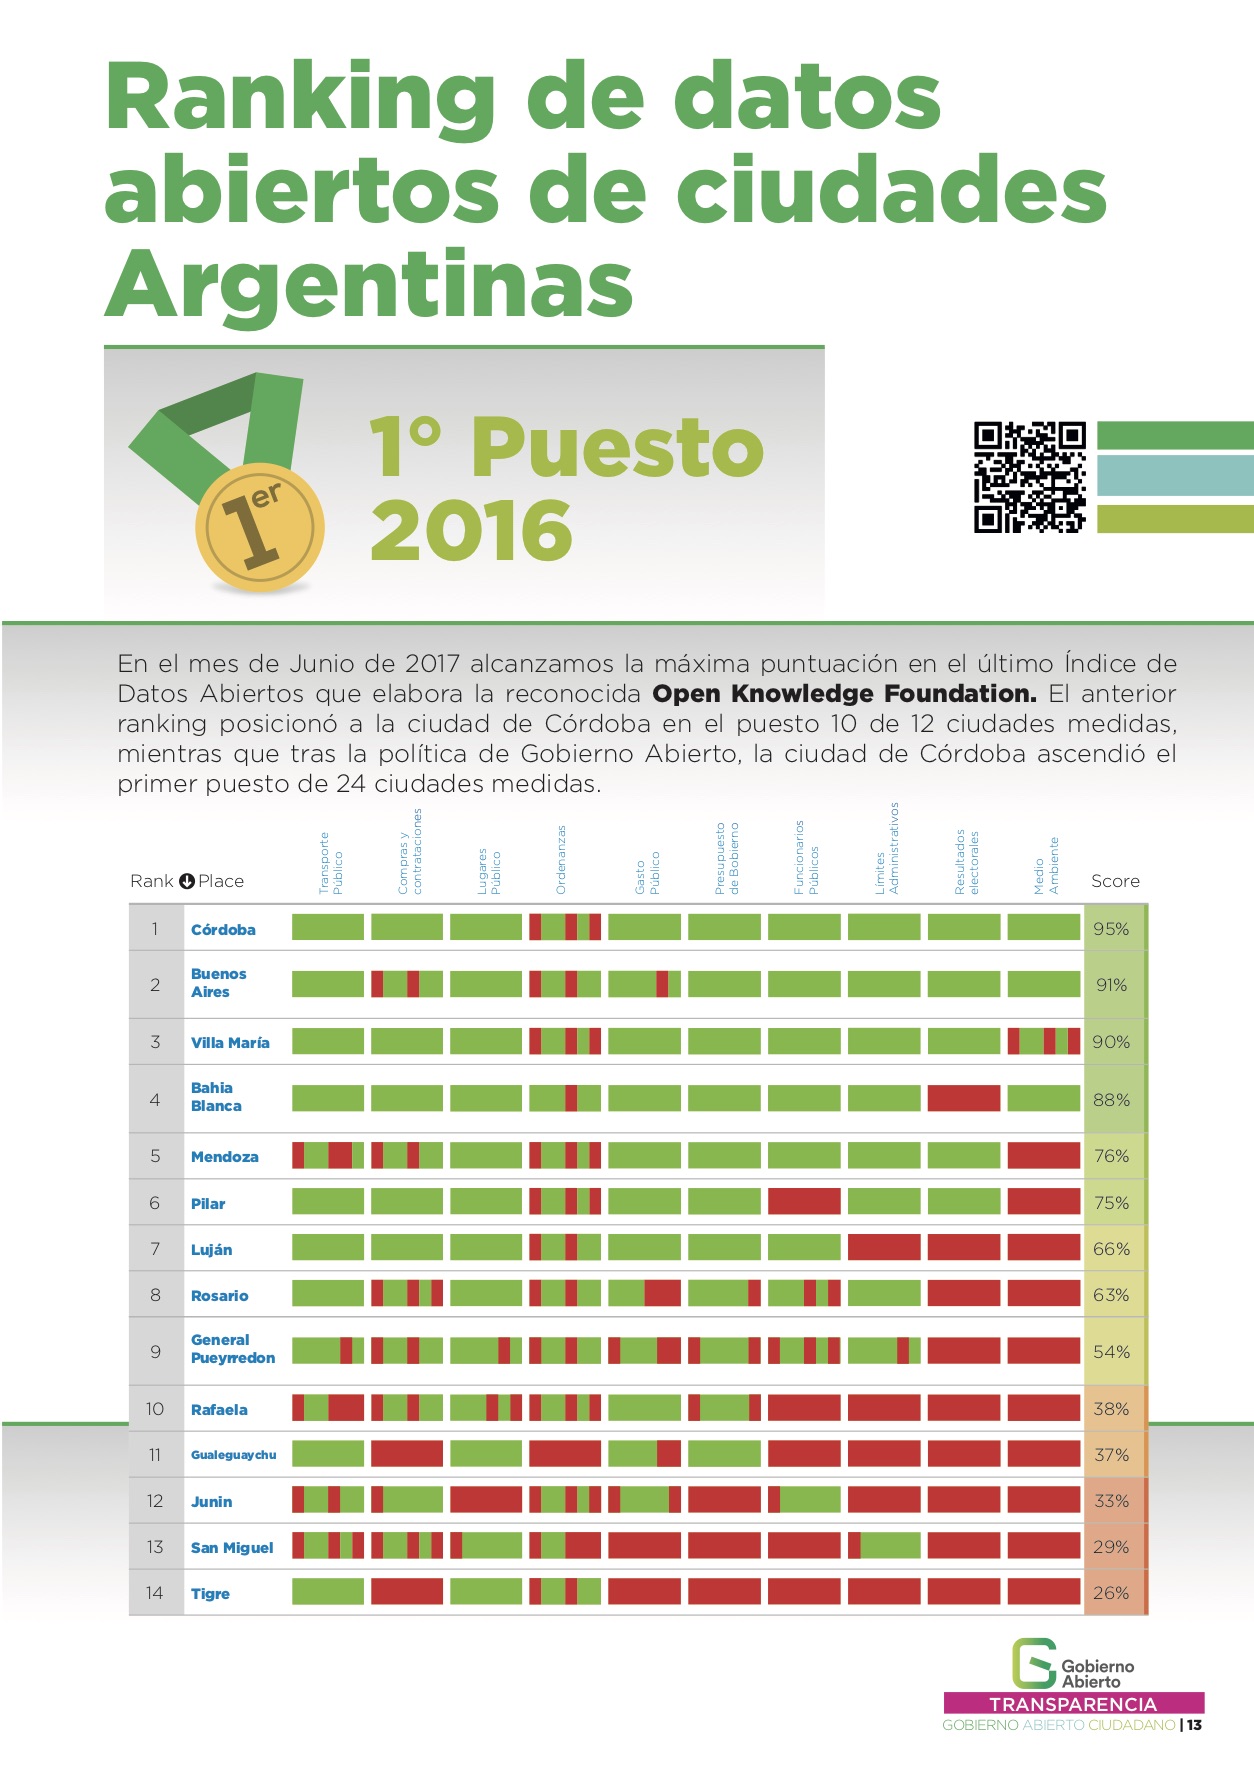 Ranking de datos
abiertos de ciudades
Argentinas
1er
1° Puesto
2016
En el mes de Junio de 2017 alcanzamos la máxima puntuación en el último Índice de
Datos Abiertos que elabora la reconocida Open Knowledge Foundation. El anterior
ranking posicionó a la ciudad de Córdoba en el puesto 10 de 12 ciudades medidas,
mientras que tras la política de Gobierno Abierto, la ciudad de Córdoba ascendió el
primer puesto de 24 ciudades medidas.
Rank Place
Transporte
Público
Compras y
contrataciones
Lugares
Público
Ordenanzas
Gasto
Público
Presupuesto
de Bobierno
Funcionarios
Públicos
Límites
Administrativos
Resultados
electorales
Medio
Ambiente
Score
1 Córdoba 95%
2 Buenos
Aires 91%
3 Villa María 90%
4 Bahia
Blanca 88%
5 Mendoza 76%
6 Pilar 75%
7 Luján 66%
8 Rosario 63%
9 General
Pueyrredon 54%
10 Rafaela 38%
11 Gualeguaychu 37%
12 Junin 33%
13 San Miguel 29%
14 Tigre 26%
Gobierno
Abierto
TRANSPARENCIA
GOBIERNO ABIERTO CIUDADANO | 13